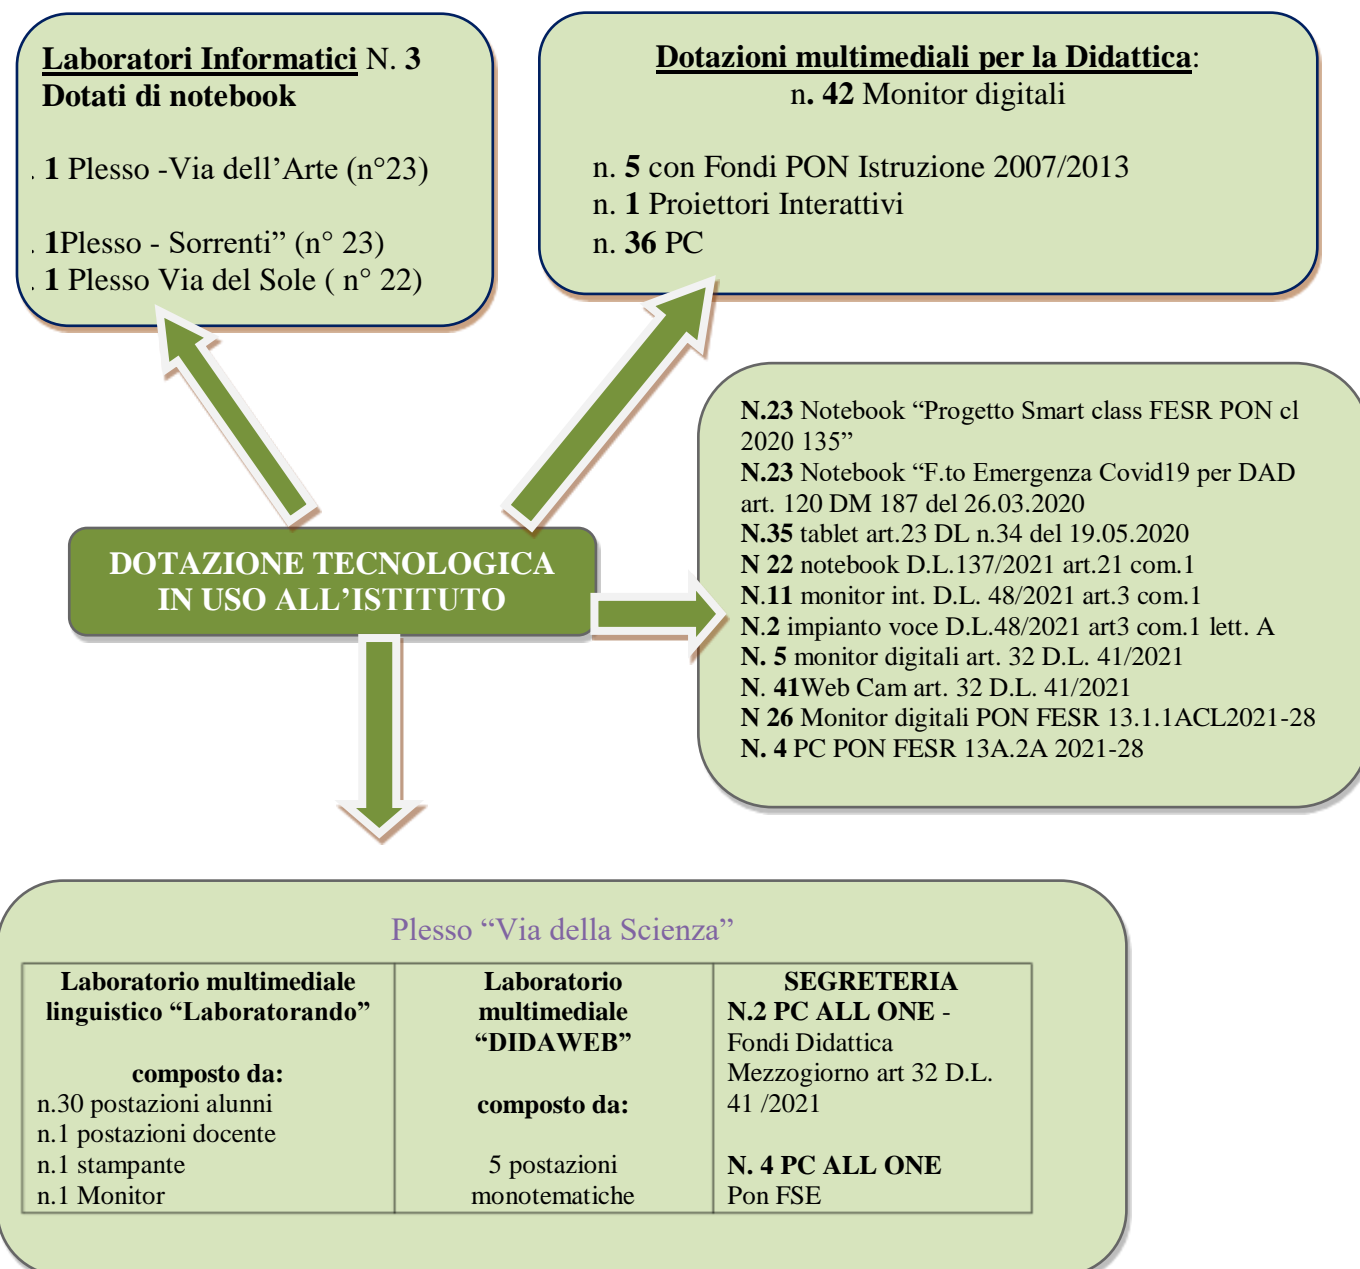 Laboratori Informatici N. 3
Dotati di notebook
. 1 Plesso -Via dell’Arte (n°23)
. 1Plesso - Sorrenti” (n° 23)
. 1 Plesso Via del Sole ( n° 22)
Dotazioni multimediali per la Didattica:
n. 42 Monitor digitali
n. 5 con Fondi PON Istruzione 2007/2013
n. 1 Proiettori Interattivi
n. 36 PC
N.23 Notebook “Progetto Smart class FESR PON cl
2020 135”
N.23 Notebook “F.to Emergenza Covid19 per DAD
art. 120 DM 187 del 26.03.2020
N.35 tablet art.23 DL n.34 del 19.05.2020
N 22 notebook D.L.137/2021 art.21 com.1
N.11 monitor int. D.L. 48/2021 art.3 com.1
N.2 impianto voce D.L.48/2021 art3 com.1 lett. A
N. 5 monitor digitali art. 32 D.L. 41/2021
N. 41Web Cam art. 32 D.L. 41/2021
N 26 Monitor digitali PON FESR 13.1.1ACL2021-28
N. 4 PC PON FESR 13A.2A 2021-28
DOTAZIONE TECNOLOGICA
IN USO ALL’ISTITUTO
Plesso “Via della Scienza”
Laboratorio multimediale
linguistico “Laboratorando”
composto da:
n.30 postazioni alunni
n.1 postazioni docente
n.1 stampante
n.1 Monitor
Laboratorio
multimediale
“DIDAWEB”
composto da:
5 postazioni
monotematiche
SEGRETERIA
N.2 PC ALL ONE -
Fondi Didattica
Mezzogiorno art 32 D.L.
41 /2021
N. 4 PC ALL ONE
Pon FSE